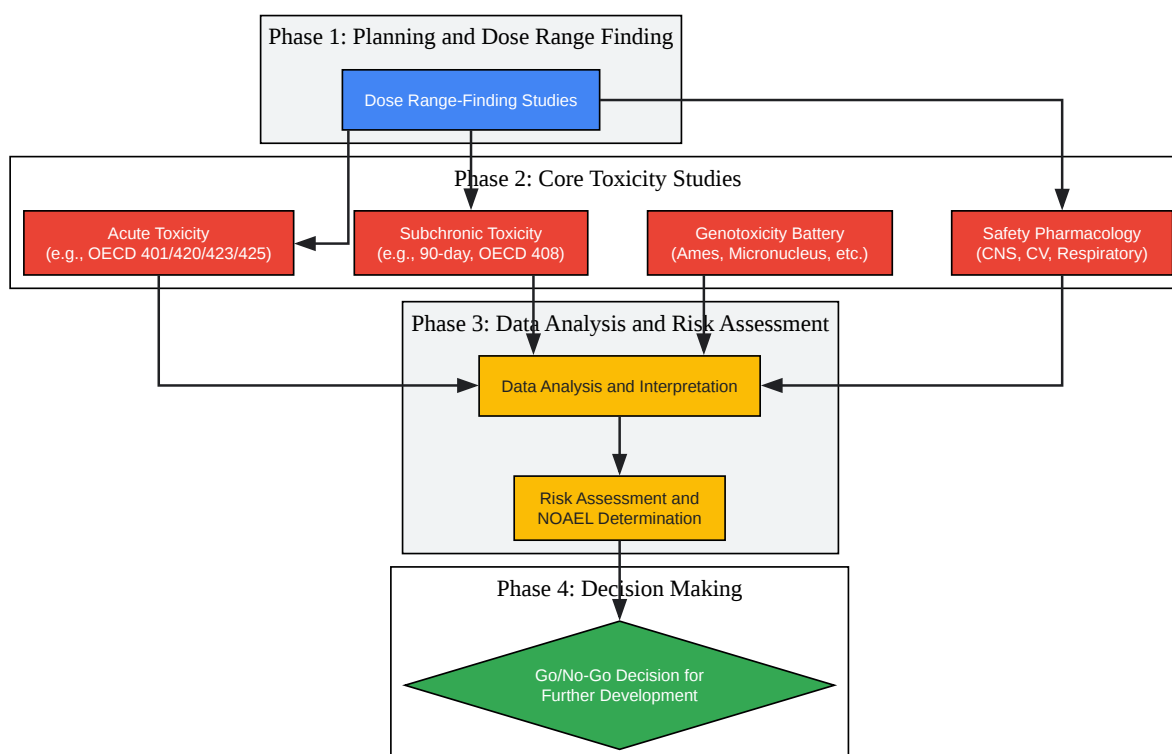 Phase 1: Planning and Dose Range Finding
Dose Range-Finding Studies
Phase 2: Core Toxicity Studies
Acute Toxicity
(e.g., OECD 401/420/423/425)
Subchronic Toxicity
(e.g., 90-day, OECD 408)
Genotoxicity Battery
(Ames, Micronucleus, etc.)
Safety Pharmacology
(CNS, CV, Respiratory)
Phase 3: Data Analysis and Risk Assessment
Data Analysis and Interpretation
Risk Assessment and
NOAEL Determination
Phase 4: Decision Making
Go/No-Go Decision for
Further Development